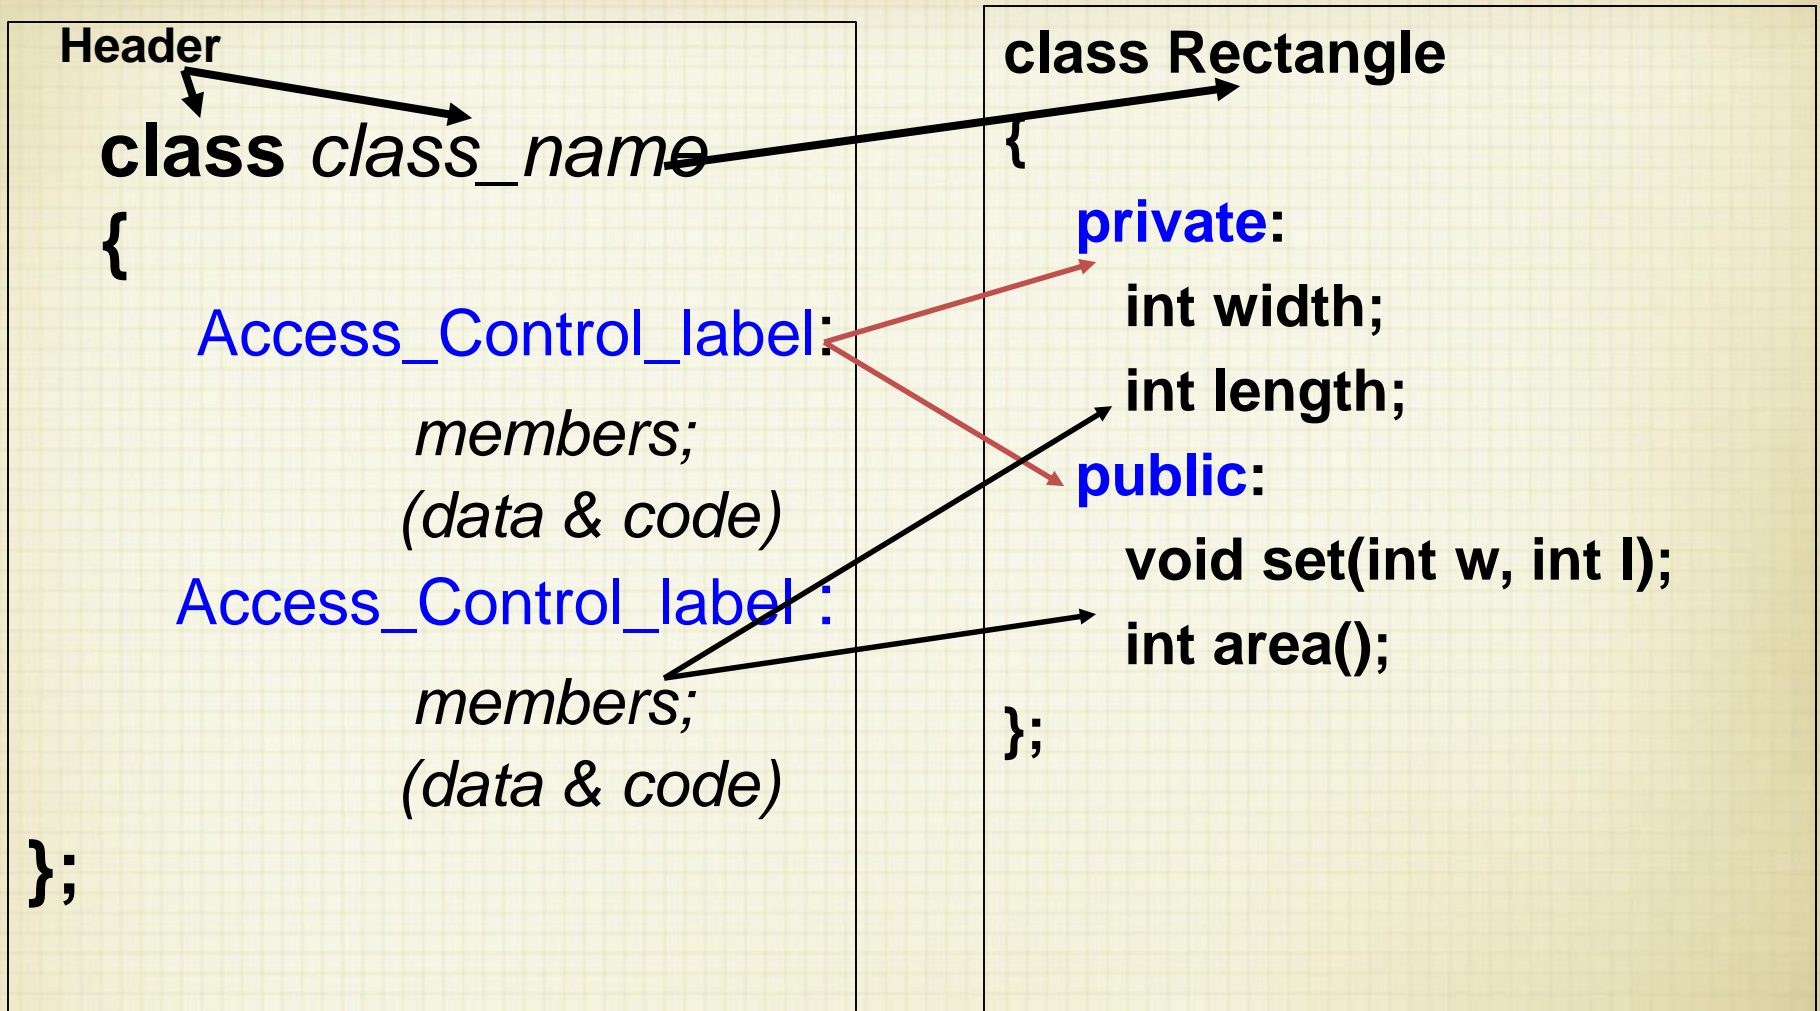 Header
class class_name
{
Access_Control_label:
members;
(data & code)
Access_Control_label :
members;
(data & code)
};
class Rectangle
{
private:
int width;
int length;
public:
void set(int w, int l);
int area();
};